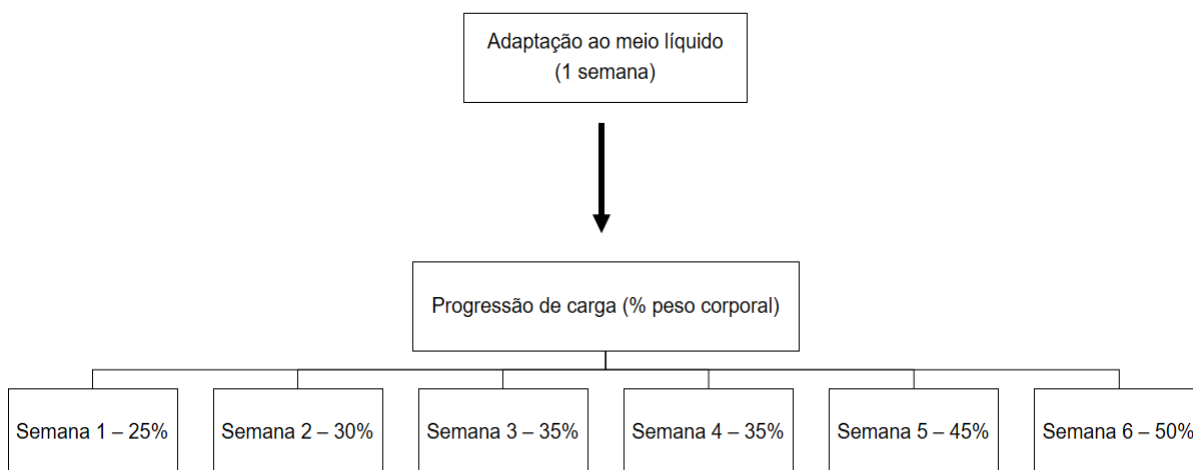 Adaptação ao meio líquido
(1 semana)
Progressão de carga (% peso corporal)
Semana 1 – 25%
Semana 2 – 30%
Semana 3 – 35%
Semana 4 – 35%
Semana 5 – 45%
Semana 6 – 50%